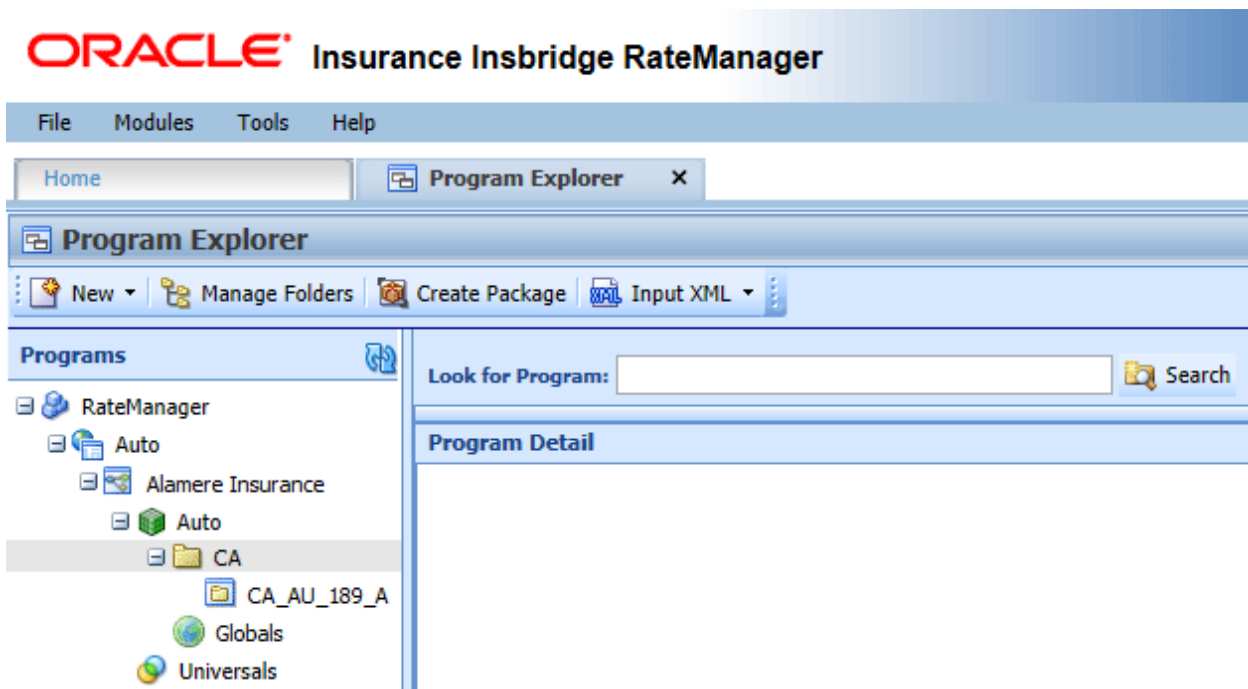 ORACLE' Insurance Insbridge RateManager
File Modules Tools Help
Home Program Explorer ×
Program Explorer
New Manage Folders Create Package XML Input XML
Programs
Look for Program: Search
RateManager
Auto
Program Detail
Alamere Insurance
Auto
CA
CA_AU_189_A
Globals
Universals